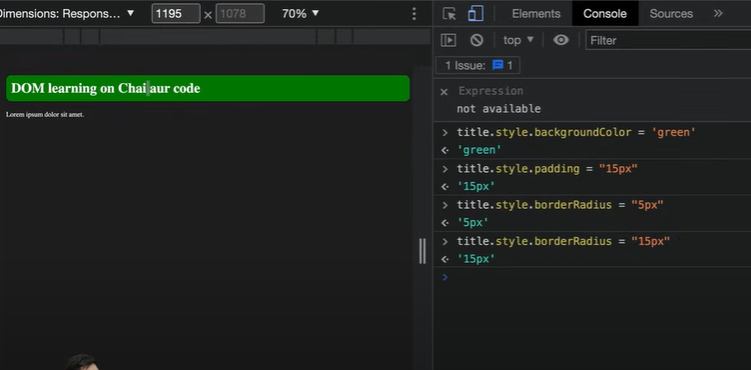 Dimensions: Respons... ▼ 1195 × 1078 70% ▼
Elements Console Sources »
top ▼ Filter
1 Issue: 1
DOM learning on Chai aur code
Lorem ipsum dolor sit amet.
× Expression
not available
> title.style.backgroundColor = 'green'
'green'
> title.style.padding = "15px"
'15px'
> title.style.borderRadius = "5px"
'5px'
> title.style.borderRadius = "15px"
'15px'
>